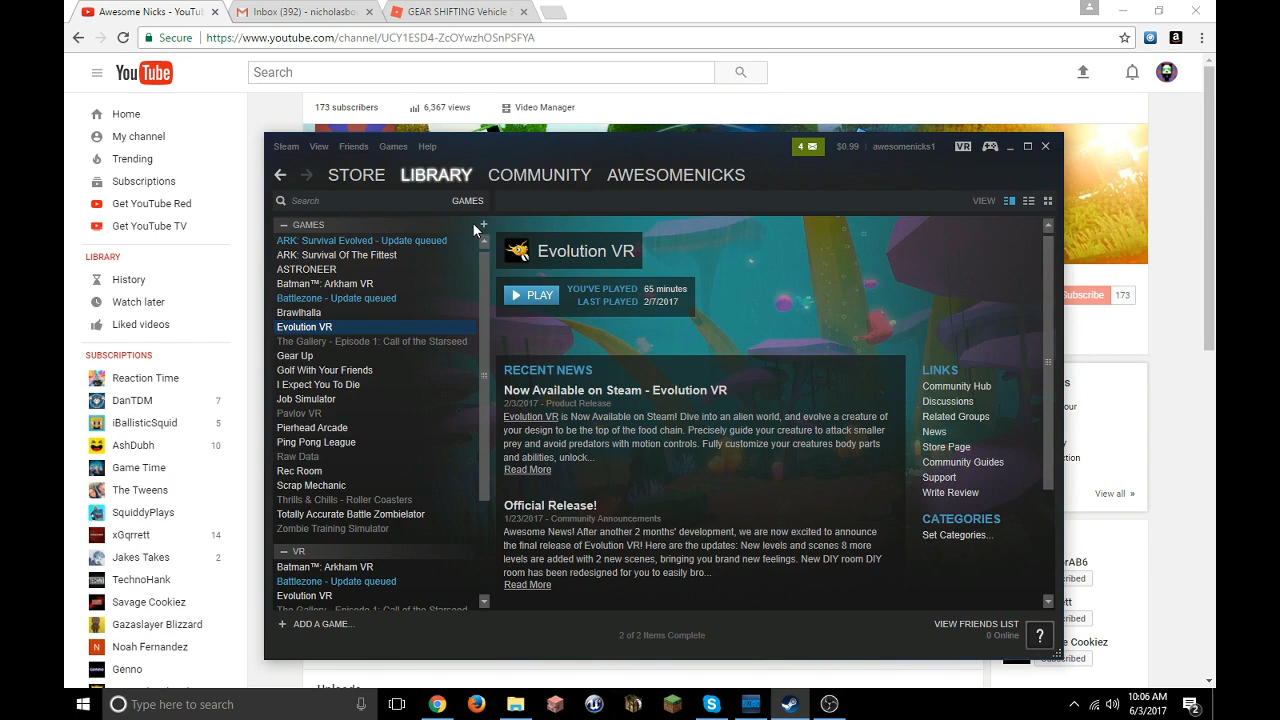 Awesome Nicks - YouTu
Inbox (392) - nicholasbo
GEAR SHIFTING Vehicle S
Secure
https://www.youtube.com/channel/UCY1ESD4-ZcOYwzhOSnPSFYA
YouTube
Search
Home
My channel
Trending
Subscriptions
Get YouTube Red
Get YouTube TV
LIBRARY
History
Watch later
Liked videos
SUBSCRIPTIONS
Reaction Time
DanTDM 7
iBallisticSquid 5
AshDubh 10
Game Time
The Tweens
SquiddyPlays
xGqrrett 14
Jakes Takes 2
TechnoHank
Savage Cookiez
Gazaslayer Blizzard
Noah Fernandez
Genno
173 subscribers
6,367 views
Video Manager
Steam View Friends Games Help
4
$0.99
awesomenicks1
VR
STORE LIBRARY COMMUNITY AWESOMENICKS
Search
GAMES
VIEW
GAMES
ARK: Survival Evolved - Update queued
ARK: Survival Of The Fittest
ASTRONEER
Batman™: Arkham VR
Battlezone - Update queued
Brawlhalla
Evolution VR
The Gallery - Episode 1: Call of the Starseed
Gear Up
Golf With Your Friends
I Expect You To Die
Job Simulator
Pavlov VR
Pierhead Arcade
Ping Pong League
Raw Data
Rec Room
Scrap Mechanic
Thrills & Chills - Roller Coasters
Totally Accurate Battle Zombielator
Zombie Training Simulator
VR
Batman™: Arkham VR
Battlezone - Update queued
Evolution VR
The Gallery - Episode 1: Call of the Starseed
ADD A GAME...
Evolution VR
PLAY
YOU'VE PLAYED 65 minutes
LAST PLAYED 2/7/2017
RECENT NEWS
Now Available on Steam - Evolution VR
2/3/2017 - Product Release
Evolution VR is Now Available on Steam! Dive into an alien world, and evolve a creature of
your design to be the top of the food chain. Precisely guide your creature to attack smaller
prey and avoid predators with motion controls. Fully customize your creatures body parts
and abilities, unlock...
Read More
Official Release!
1/23/2017 - Community Announcements
Awesome News! After another 2 months' development, we are now excited to announce
the final release of Evolution VR! Here are the updates: New levels and scenes 8 more
levels are added with 2 new scenes, bringing you brand new feelings. New DIY room DIY
room has been redesigned for you to easily bro...
Read More
LINKS
Community Hub
Discussions
Related Groups
News
Store Page
Community Guides
Support
Write Review
CATEGORIES
Set Categories...
2 of 2 Items Complete
VIEW FRIENDS LIST
0 Online
?
Subscribe 173
our
View all »
orAB6
Cookiez
Type here to search
10:06 AM
6/3/2017
2